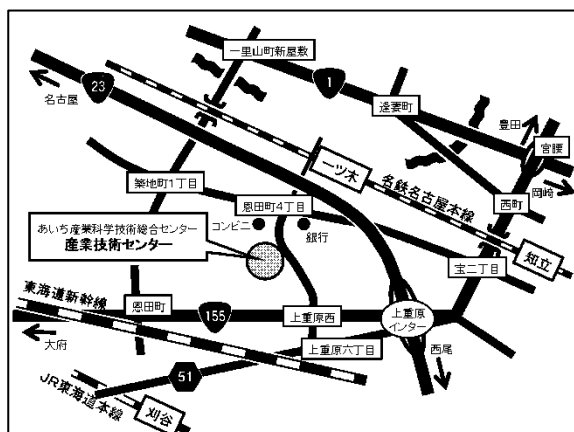 一里山町新屋敷
1
23
名古屋
逢妻町
豊田
宮腰
岡崎
一ツ木
名鉄名古屋本線
西町
築地町1丁目
恩田町4丁目
コンビニ
銀行
あいち産業科学技術総合センター
産業技術センター
知立
宝二丁目
東海道新幹線
恩田町
155
上重原西
上重原
インター
大府
上重原六丁目
西尾
51
JR東海道本線
刈谷